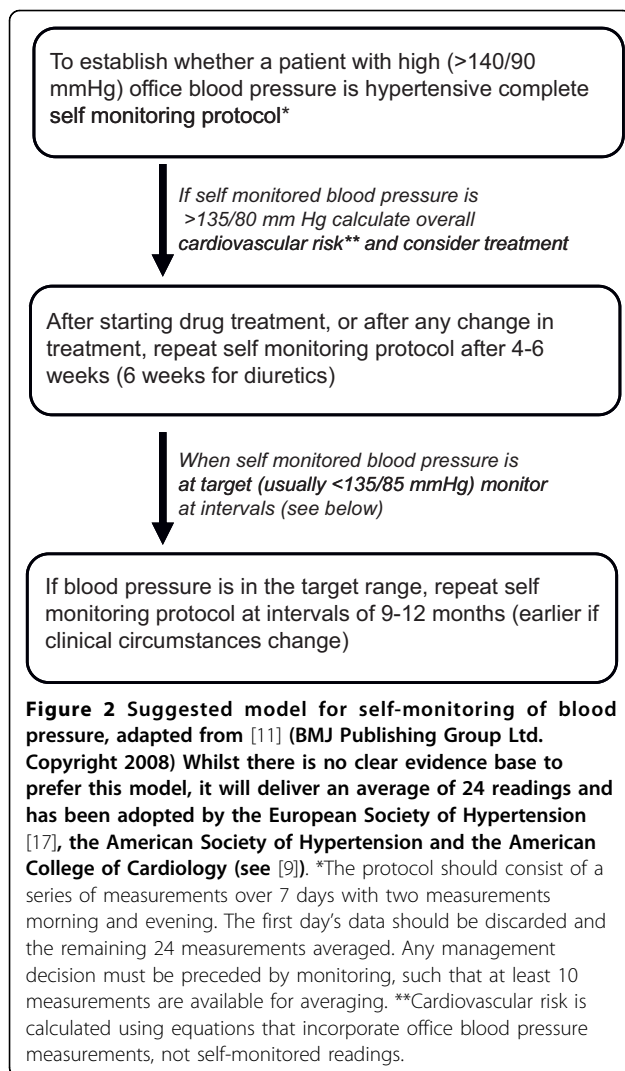 To establish whether a patient with high (>140/90
mmHg) office blood pressure is hypertensive complete
self monitoring protocol*
If self monitored blood pressure is
>135/80 mm Hg calculate overall
cardiovascular risk** and consider treatment
After starting drug treatment, or after any change in
treatment, repeat self monitoring protocol after 4-6
weeks (6 weeks for diuretics)
When self monitored blood pressure is
at target (usually <135/85 mmHg) monitor
at intervals (see below)
If blood pressure is in the target range, repeat self
monitoring protocol at intervals of 9-12 months (earlier if
clinical circumstances change)
Figure 2 Suggested model for self-monitoring of blood
pressure, adapted from [11] (BMJ Publishing Group Ltd.
Copyright 2008) Whilst there is no clear evidence base to
prefer this model, it will deliver an average of 24 readings and
has been adopted by the European Society of Hypertension
[17], the American Society of Hypertension and the American
College of Cardiology (see [9]). *The protocol should consist of a
series of measurements over 7 days with two measurements
morning and evening. The first day's data should be discarded and
the remaining 24 measurements averaged. Any management
decision must be preceded by monitoring, such that at least 10
measurements are available for averaging. **Cardiovascular risk is
calculated using equations that incorporate office blood pressure
measurements, not self-monitored readings.